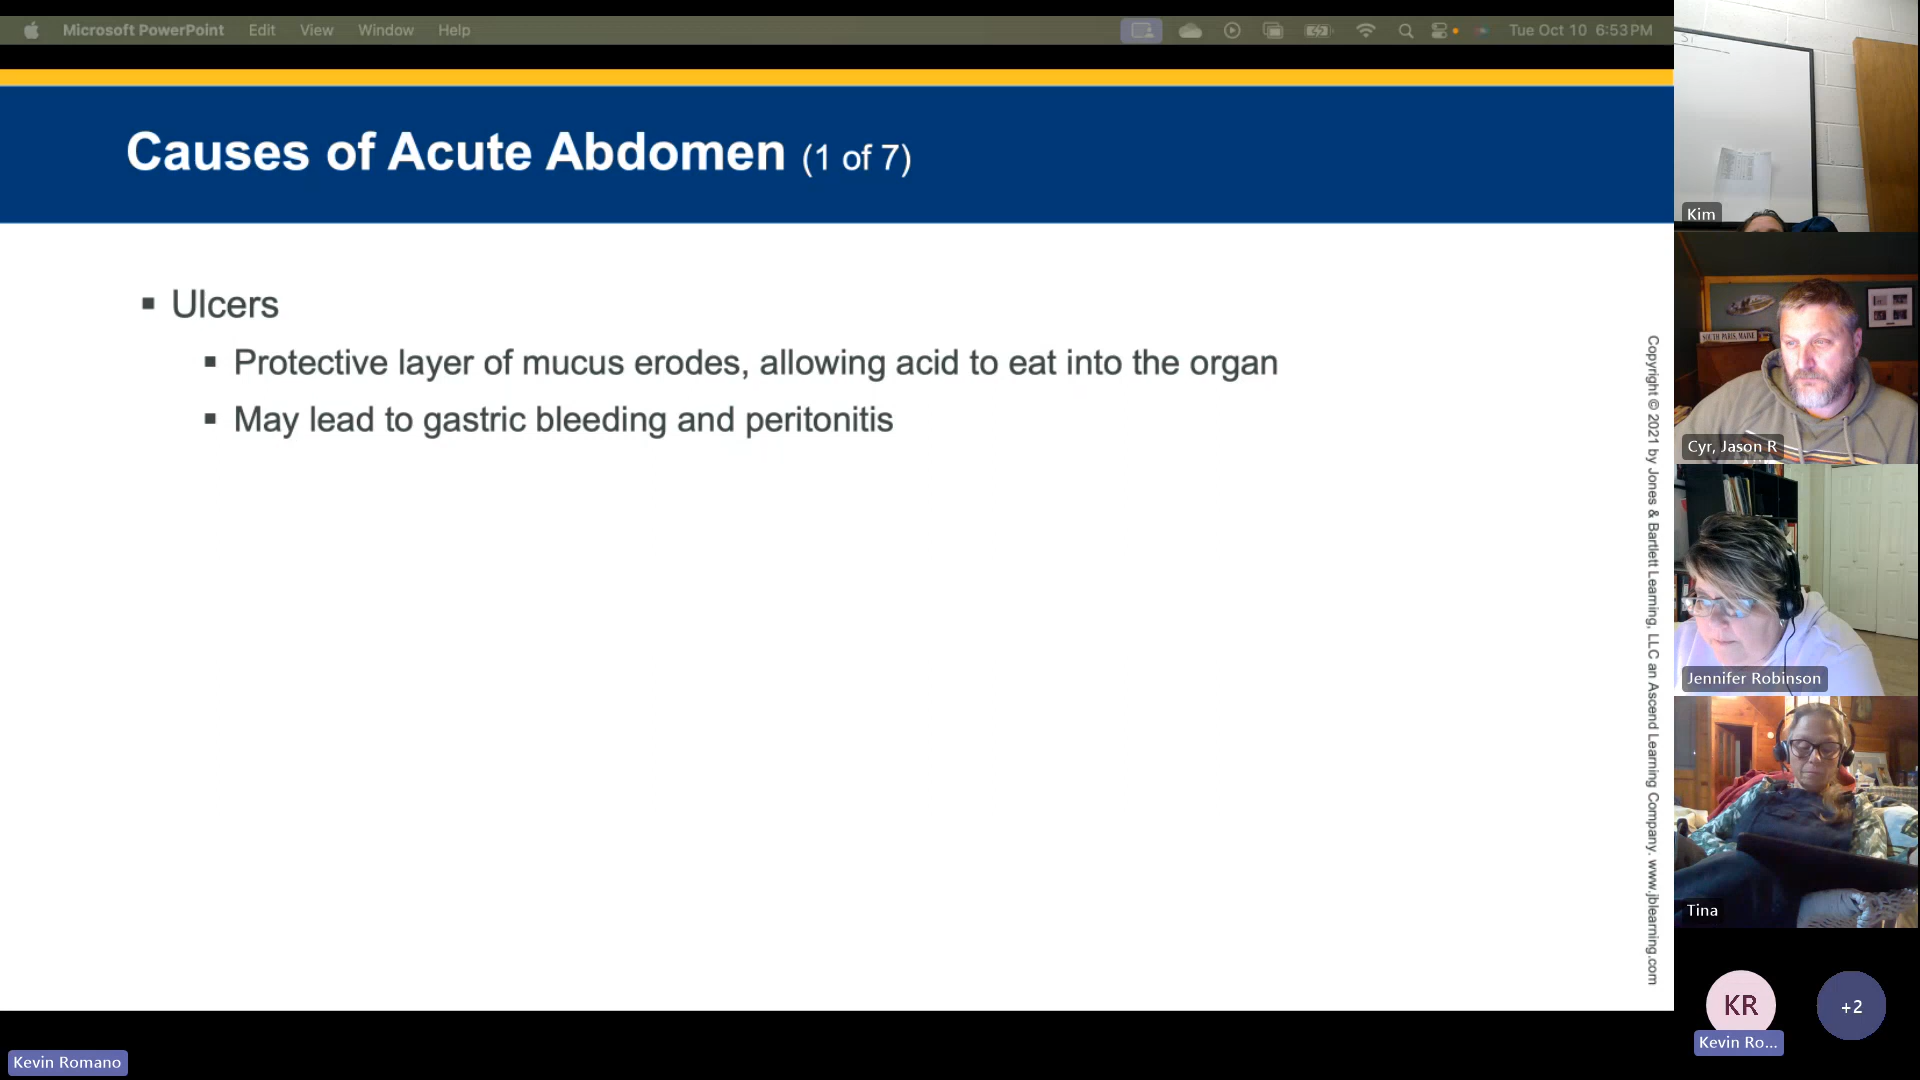 Microsoft PowerPoint Edit View Window Help
Tue Oct 10 6:53 PM
Causes of Acute Abdomen (1 of 7)
Ulcers
Protective layer of mucus erodes, allowing acid to eat into the organ
May lead to gastric bleeding and peritonitis
Copyright © 2021 by Jones & Bartlett Learning, LLC an Ascend Learning Company. www.jblearning.com
Kim
SOUTH PARIS, MAINE
Cyr, Jason R
Jennifer Robinson
Tina
KR
+2
Kevin Ro...
Kevin Romano